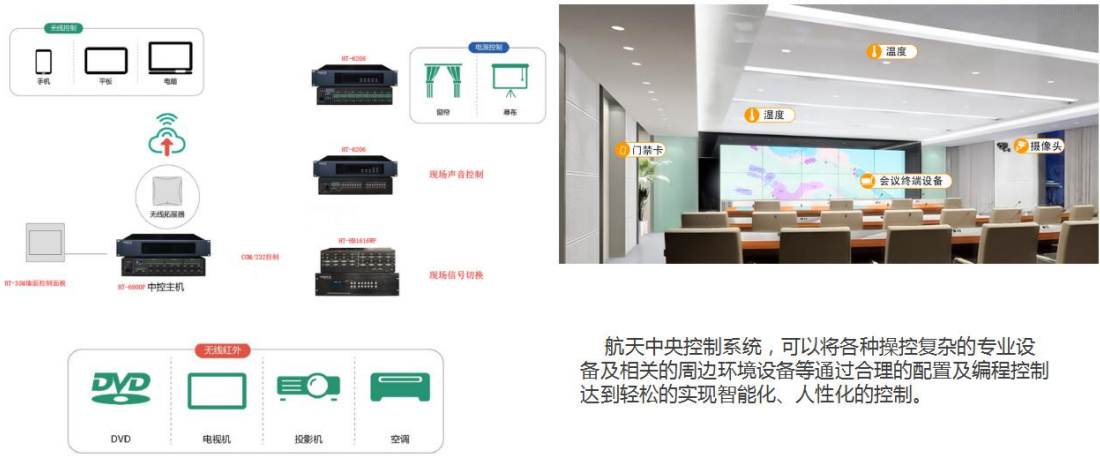 无线控制
手机
平板
电脑
无线拓展器
HT-6900P 中控主机
COM/232控制
HT-8206
电源控制
窗帘
幕布
HT-8206
现场声音控制
HT-HB1616WF
现场信号切换
无线红外
DVD
DVD
电视机
投影机
空调
温度
湿度
门禁卡
摄像头
会议终端设备
航天中央控制系统，可以将各种操控复杂的专业设
备及相关的周边环境设备等通过合理的配置及编程控制
达到轻松的实现智能化、人性化的控制。